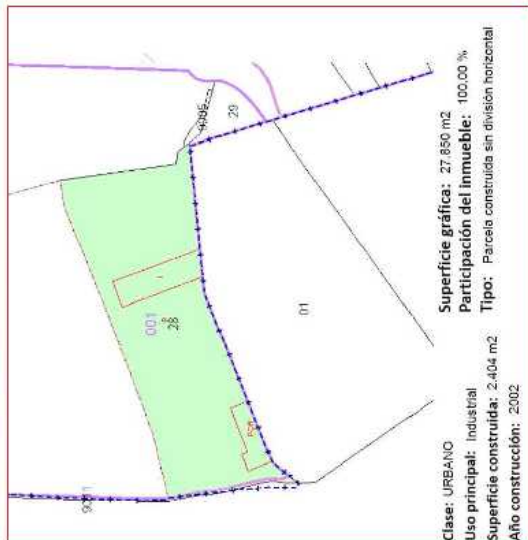 9005
29
001
28
I
01
Clase: URBANO
Uso principal: Industrial
Superficie construida: 2.404 m2
Año construcción: 2002
Superficie gráfica: 27.850 m2
Participación del inmueble: 100,00 %
Tipo: Parcela construida sin división horizontal